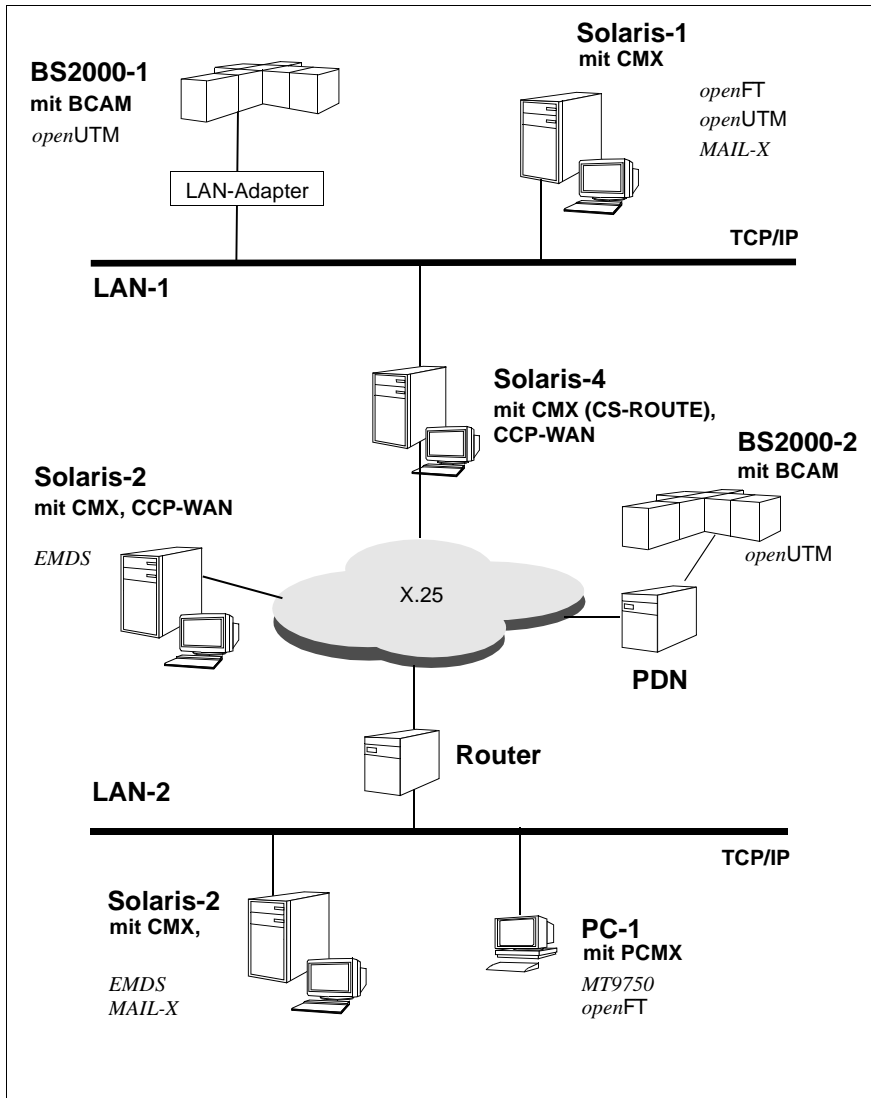 Solaris-1
mit CMX
BS2000-1
mit BCAM
openUTM
openFT
openUTM
MAIL-X
LAN-Adapter
TCP/IP
LAN-1
Solaris-4
mit CMX (CS-ROUTE),
CCP-WAN
BS2000-2
mit BCAM
openUTM
Solaris-2
mit CMX, CCP-WAN
EMDS
X.25
PDN
Router
LAN-2
TCP/IP
Solaris-2
mit CMX,
EMDS
MAIL-X
PC-1
mit PCMX
MT9750
openFT